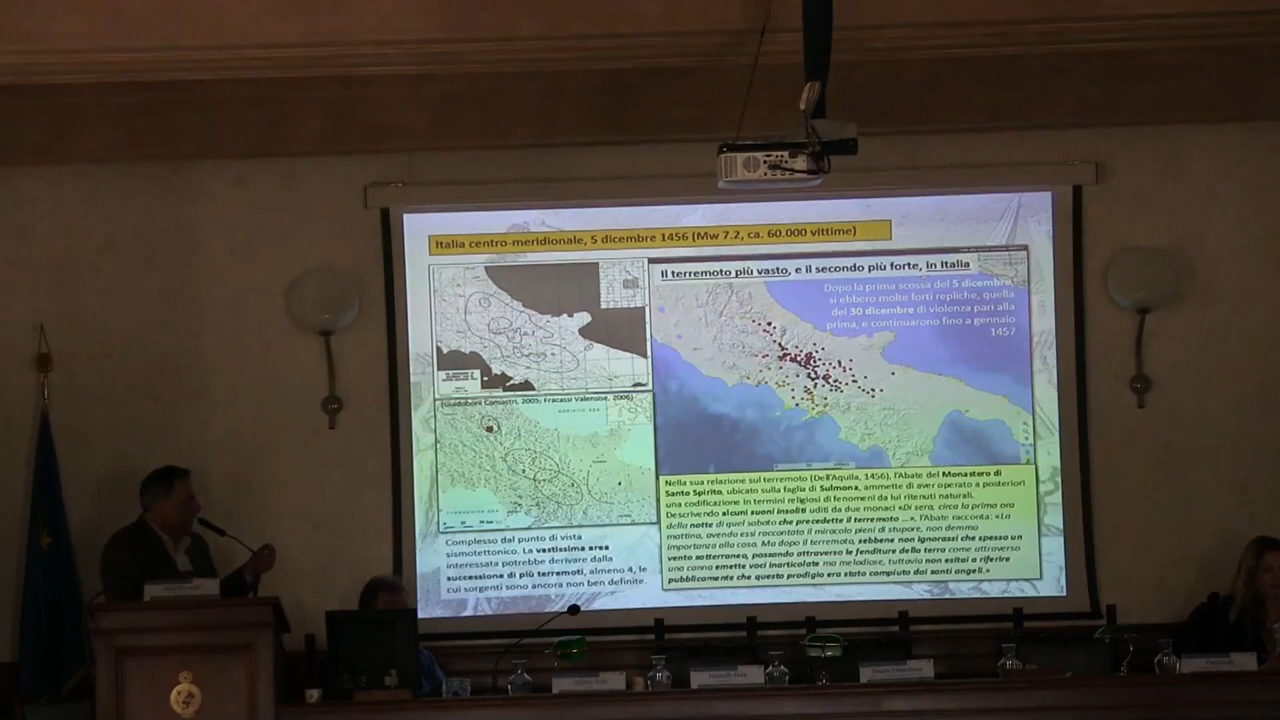 Italia centro-meridionale, 5 dicembre 1456 (Mw 7.2, ca. 60.000 vittime)
Il terremoto più vasto, e il secondo più forte, in Italia
Dopo la prima scossa del 5 dicembre,
si ebbero molte forti repliche, quella
del 30 dicembre di violenza pari alla
prima, e continuarono fino a gennaio
1457
(Guidoboni Comastri, 2005; Fracassi Valensise, 2006)
ADRIATIC SEA
Complesso dal punto di vista
sismotettonico. La vastissima area
interessata potrebbe derivare dalla
successione di più terremoti, almeno 4, le
cui sorgenti sono ancora non ben definite.
Nella sua relazione sul terremoto (Dell'Aquila, 1456), l'Abate del Monastero di
Santo Spirito, ubicato sulla faglia di Sulmona, ammette di aver operato a posteriori
una codificazione in termini religiosi di fenomeni da lui ritenuti naturali.
Descrivendo alcuni suoni insoliti uditi da due monaci «Di sera, circa la prima ora
della notte di quel sabato che precedette il terremoto ...», l'Abate racconta: «La
mattina, avendo essi raccontato il miracolo pieni di stupore, non demmo
importanza alla cosa. Ma dopo il terremoto, sebbene non ignorassi che spesso un
vento sotterraneo, passando attraverso le fenditure della terra come attraverso
una canna emette voci inarticolate ma melodiose, tuttavia non esitai a riferire
pubblicamente che questo prodigio era stato compiuto dai santi angeli.»